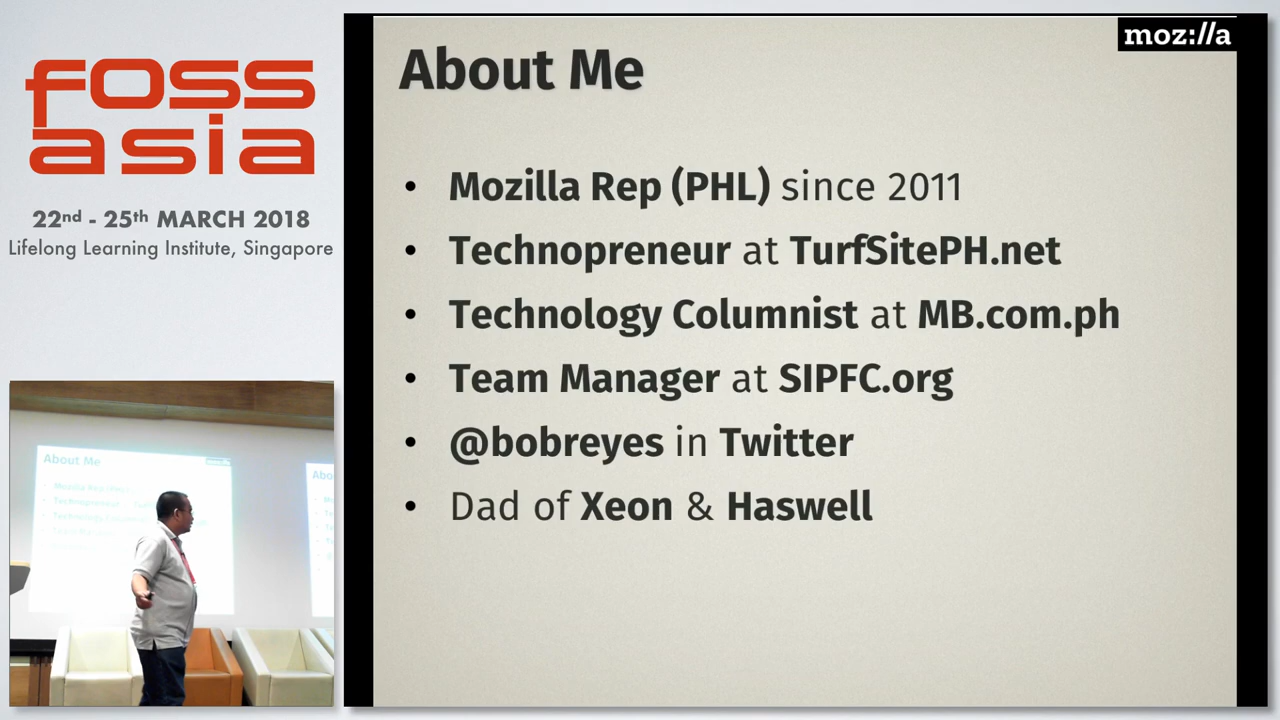 foss
asia
22nd - 25th MARCH 2018
Lifelong Learning Institute, Singapore
moz://a
About Me
• Mozilla Rep (PHL) since 2011
• Technopreneur at TurfSitePH.net
• Technology Columnist at MB.com.ph
• Team Manager at SIPFC.org
• @bobreyes in Twitter
• Dad of Xeon & Haswell
About Me